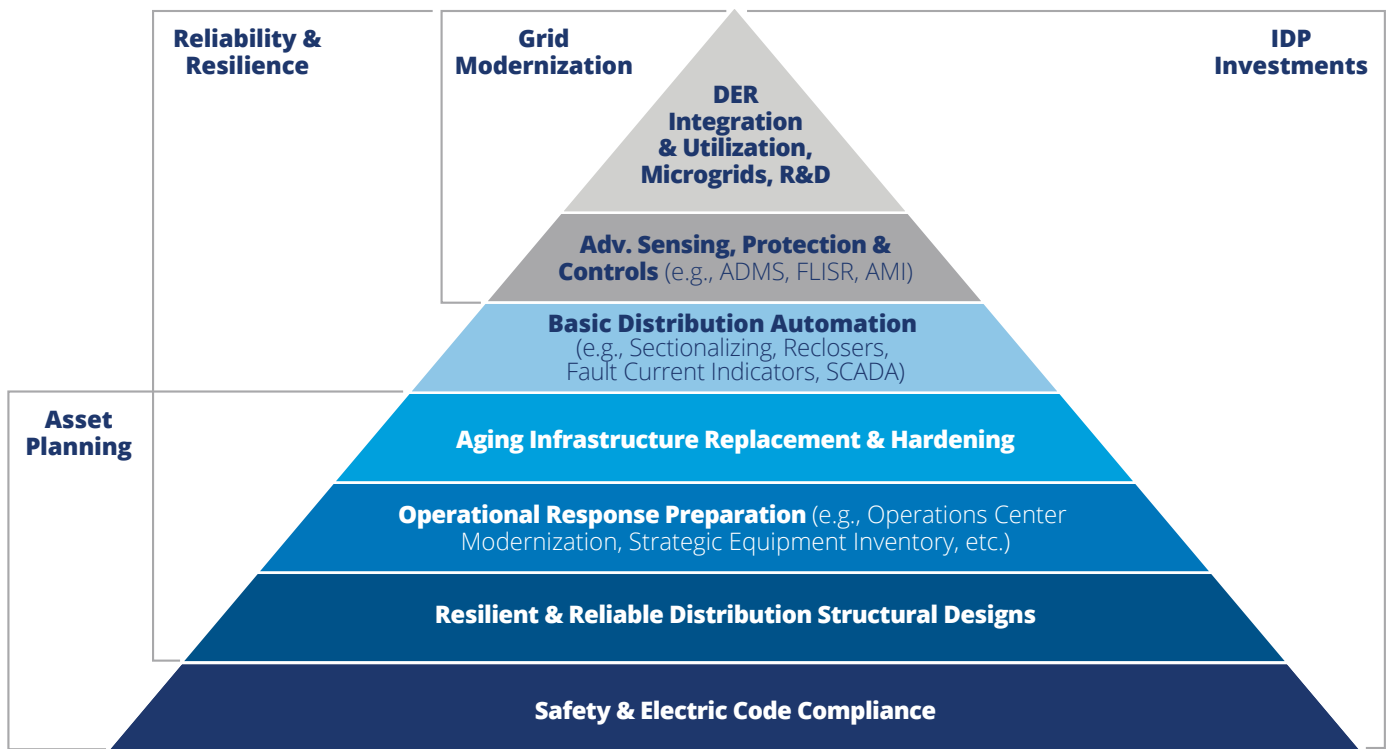 Reliability &
Resilience
Grid
Modernization
IDP
Investments
DER
Integration
& Utilization,
Microgrids, R&D
Adv. Sensing, Protection &
Controls (e.g., ADMS, FLISR, AMI)
Basic Distribution Automation
(e.g., Sectionalizing, Reclosers,
Fault Current Indicators, SCADA)
Asset
Planning
Aging Infrastructure Replacement & Hardening
Operational Response Preparation (e.g., Operations Center
Modernization, Strategic Equipment Inventory, etc.)
Resilient & Reliable Distribution Structural Designs
Safety & Electric Code Compliance